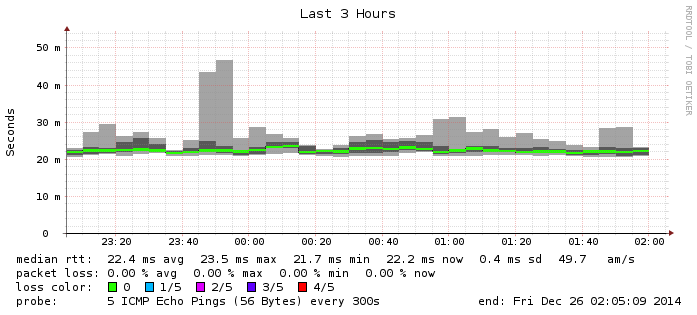 Last 3 Hours
RRDTOOL / TOBI OETIKER
Seconds
50 m
40 m
30 m
20 m
10 m
0
23:20 23:40 00:00 00:20 00:40 01:00 01:20 01:40 02:00
median rtt: 22.4 ms avg 23.5 ms max 21.7 ms min 22.2 ms now 0.4 ms sd 49.7 am/s
packet loss: 0.00 % avg 0.00 % max 0.00 % min 0.00 % now
loss color: 0 1/5 2/5 3/5 4/5
probe: 5 ICMP Echo Pings (56 Bytes) every 300s end: Fri Dec 26 02:05:09 2014